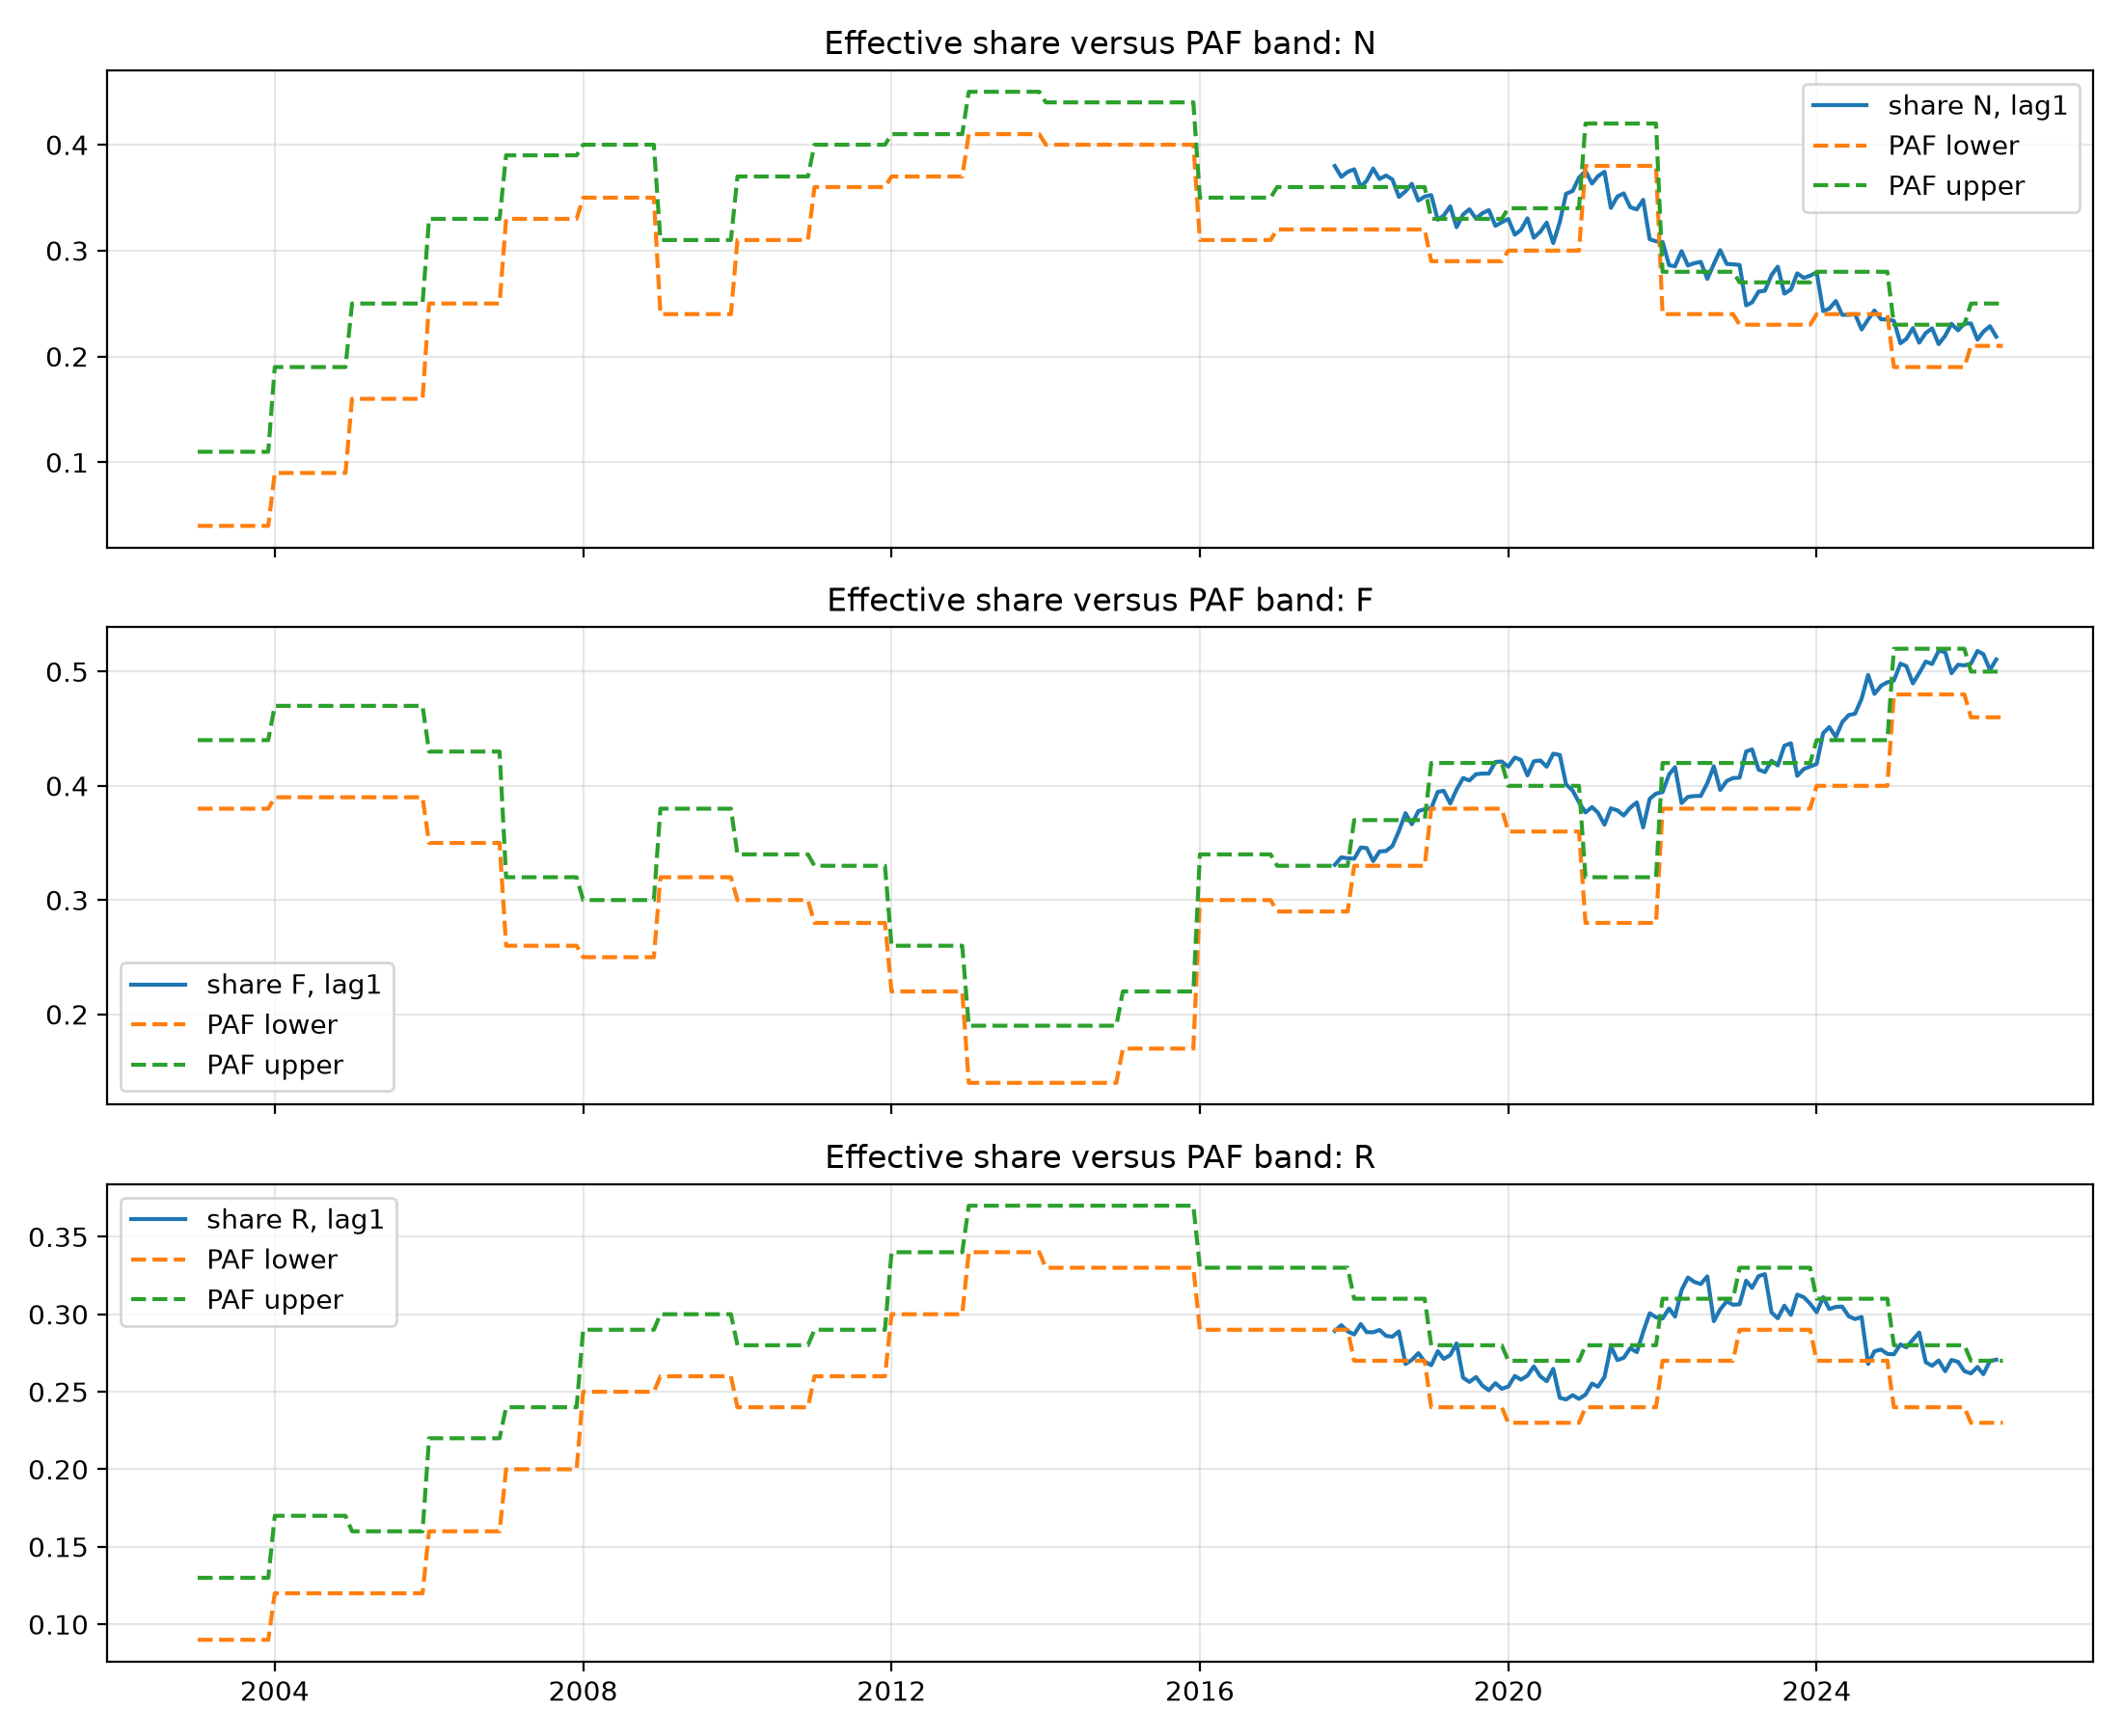 Effective share versus PAF band: N
0.4
0.3
0.2
0.1
share N, lag1
PAF lower
PAF upper
Effective share versus PAF band: F
0.5
0.4
0.3
0.2
share F, lag1
PAF lower
PAF upper
Effective share versus PAF band: R
0.35
0.30
0.25
0.20
0.15
0.10
share R, lag1
PAF lower
PAF upper
2004
2008
2012
2016
2020
2024